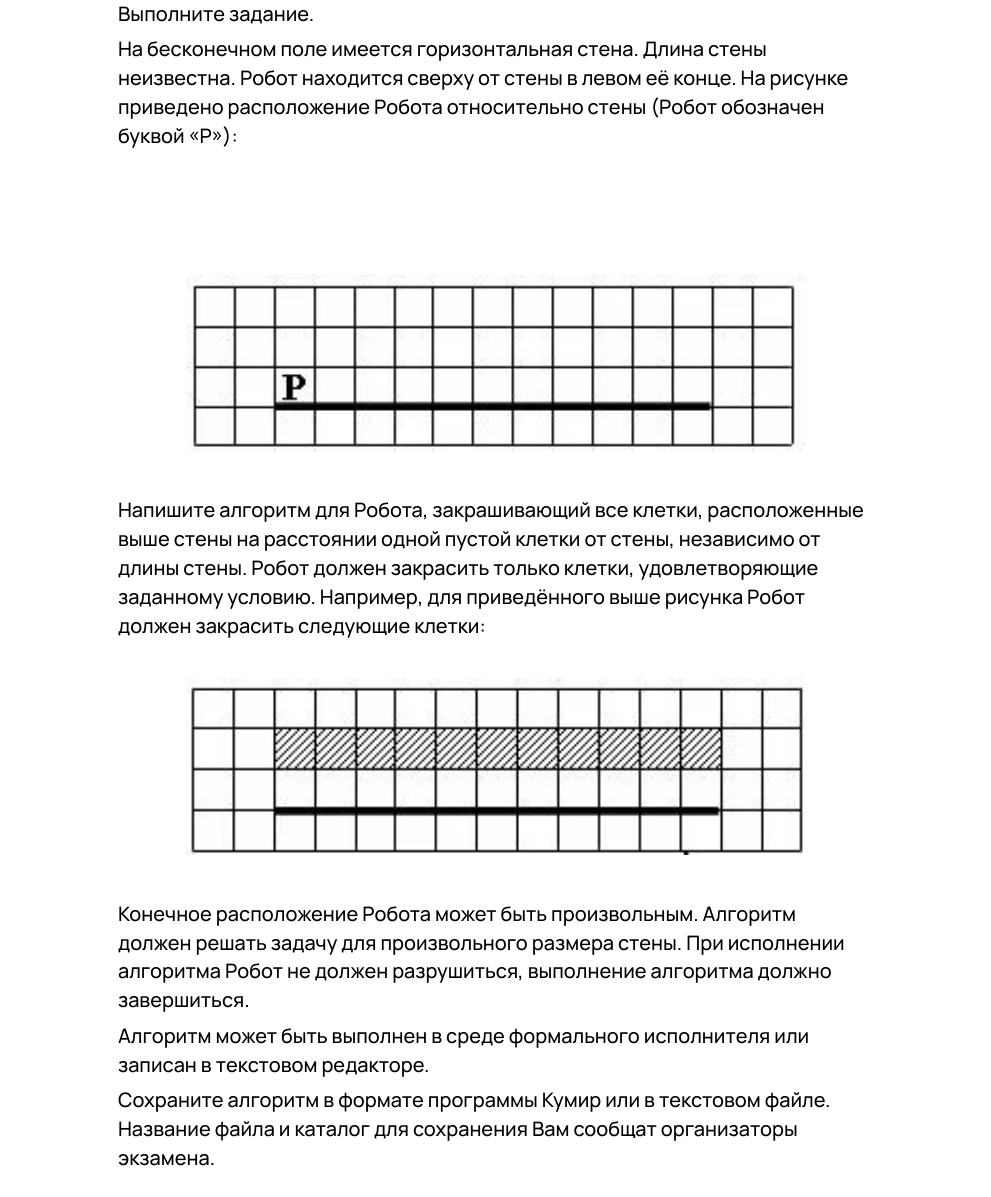 Выполните задание.
На бесконечном поле имеется горизонтальная стена. Длина стены
неизвестна. Робот находится сверху от стены в левом её конце. На рисунке
приведено расположение Робота относительно стены (Робот обозначен
буквой «Р»):
Р
Напишите алгоритм для Робота, закрашивающий все клетки, расположенные
выше стены на расстоянии одной пустой клетки от стены, независимо от
длины стены. Робот должен закрасить только клетки, удовлетворяющие
заданному условию. Например, для приведённого выше рисунка Робот
должен закрасить следующие клетки:
Конечное расположение Робота может быть произвольным. Алгоритм
должен решать задачу для произвольного размера стены. При исполнении
алгоритма Робот не должен разрушиться, выполнение алгоритма должно
завершиться.
Алгоритм может быть выполнен в среде формального исполнителя или
записан в текстовом редакторе.
Сохраните алгоритм в формате программы Кумир или в текстовом файле.
Название файла и каталог для сохранения Вам сообщат организаторы
экзамена.